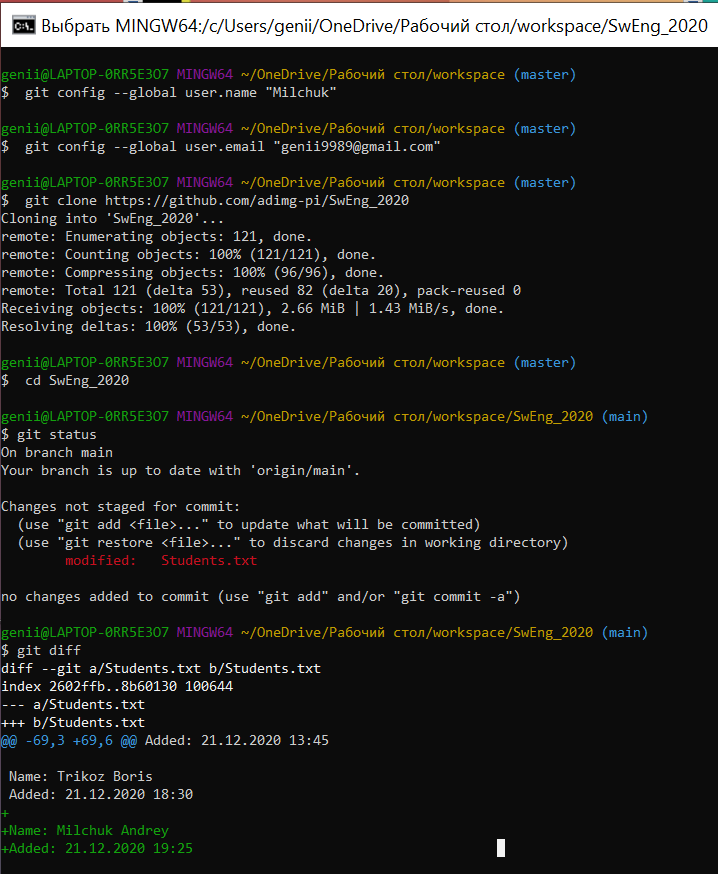 Выбрать MINGW64:/c/Users/genii/OneDrive/Рабочий стол/workspace/SwEng_2020
genii@LAPTOP-0RR5E3O7 MINGW64 ~/OneDrive/Рабочий стол/workspace (master)
$  git config --global user.name "Milchuk"
genii@LAPTOP-0RR5E3O7 MINGW64 ~/OneDrive/Рабочий стол/workspace (master)
$  git config --global user.email "genii9989@gmail.com"
genii@LAPTOP-0RR5E3O7 MINGW64 ~/OneDrive/Рабочий стол/workspace (master)
$  git clone https://github.com/adimg-pi/SwEng_2020
Cloning into 'SwEng_2020'...
remote: Enumerating objects: 121, done.
remote: Counting objects: 100% (121/121), done.
remote: Compressing objects: 100% (96/96), done.
remote: Total 121 (delta 53), reused 82 (delta 20), pack-reused 0
Receiving objects: 100% (121/121), 2.66 MiB | 1.43 MiB/s, done.
Resolving deltas: 100% (53/53), done.
genii@LAPTOP-0RR5E3O7 MINGW64 ~/OneDrive/Рабочий стол/workspace (master)
$  cd SwEng_2020
genii@LAPTOP-0RR5E3O7 MINGW64 ~/OneDrive/Рабочий стол/workspace/SwEng_2020 (main)
$ git status
On branch main
Your branch is up to date with 'origin/main'.
Changes not staged for commit:
  (use "git add <file>..." to update what will be committed)
  (use "git restore <file>..." to discard changes in working directory)
        modified:   Students.txt
no changes added to commit (use "git add" and/or "git commit -a")
genii@LAPTOP-0RR5E3O7 MINGW64 ~/OneDrive/Рабочий стол/workspace/SwEng_2020 (main)
$ git diff
diff --git a/Students.txt b/Students.txt
index 2602ffb..8b60130 100644
--- a/Students.txt
+++ b/Students.txt
@@ -69,3 +69,6 @@ Added: 21.12.2020 13:45
 Name: Trikoz Boris
 Added: 21.12.2020 18:30
+
+Name: Milchuk Andrey
+Added: 21.12.2020 19:25